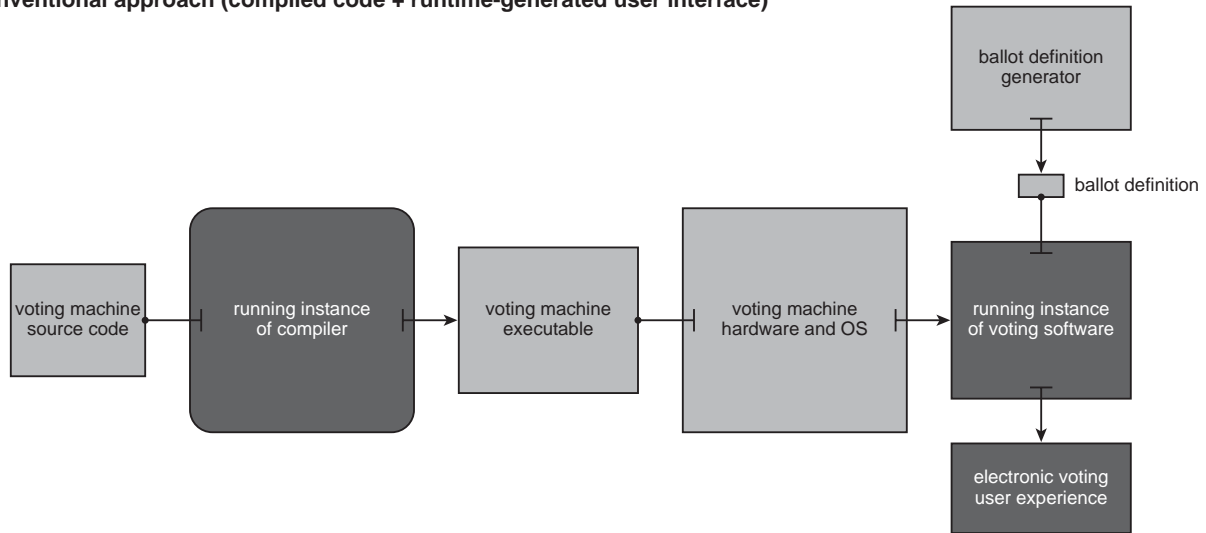 nventional approach (compiled code + runtime-generated user interface)
ballot definition
generator
ballot definition
voting machine
source code
running instance
of compiler
voting machine
executable
voting machine
hardware and OS
running instance
of voting software
electronic voting
user experience